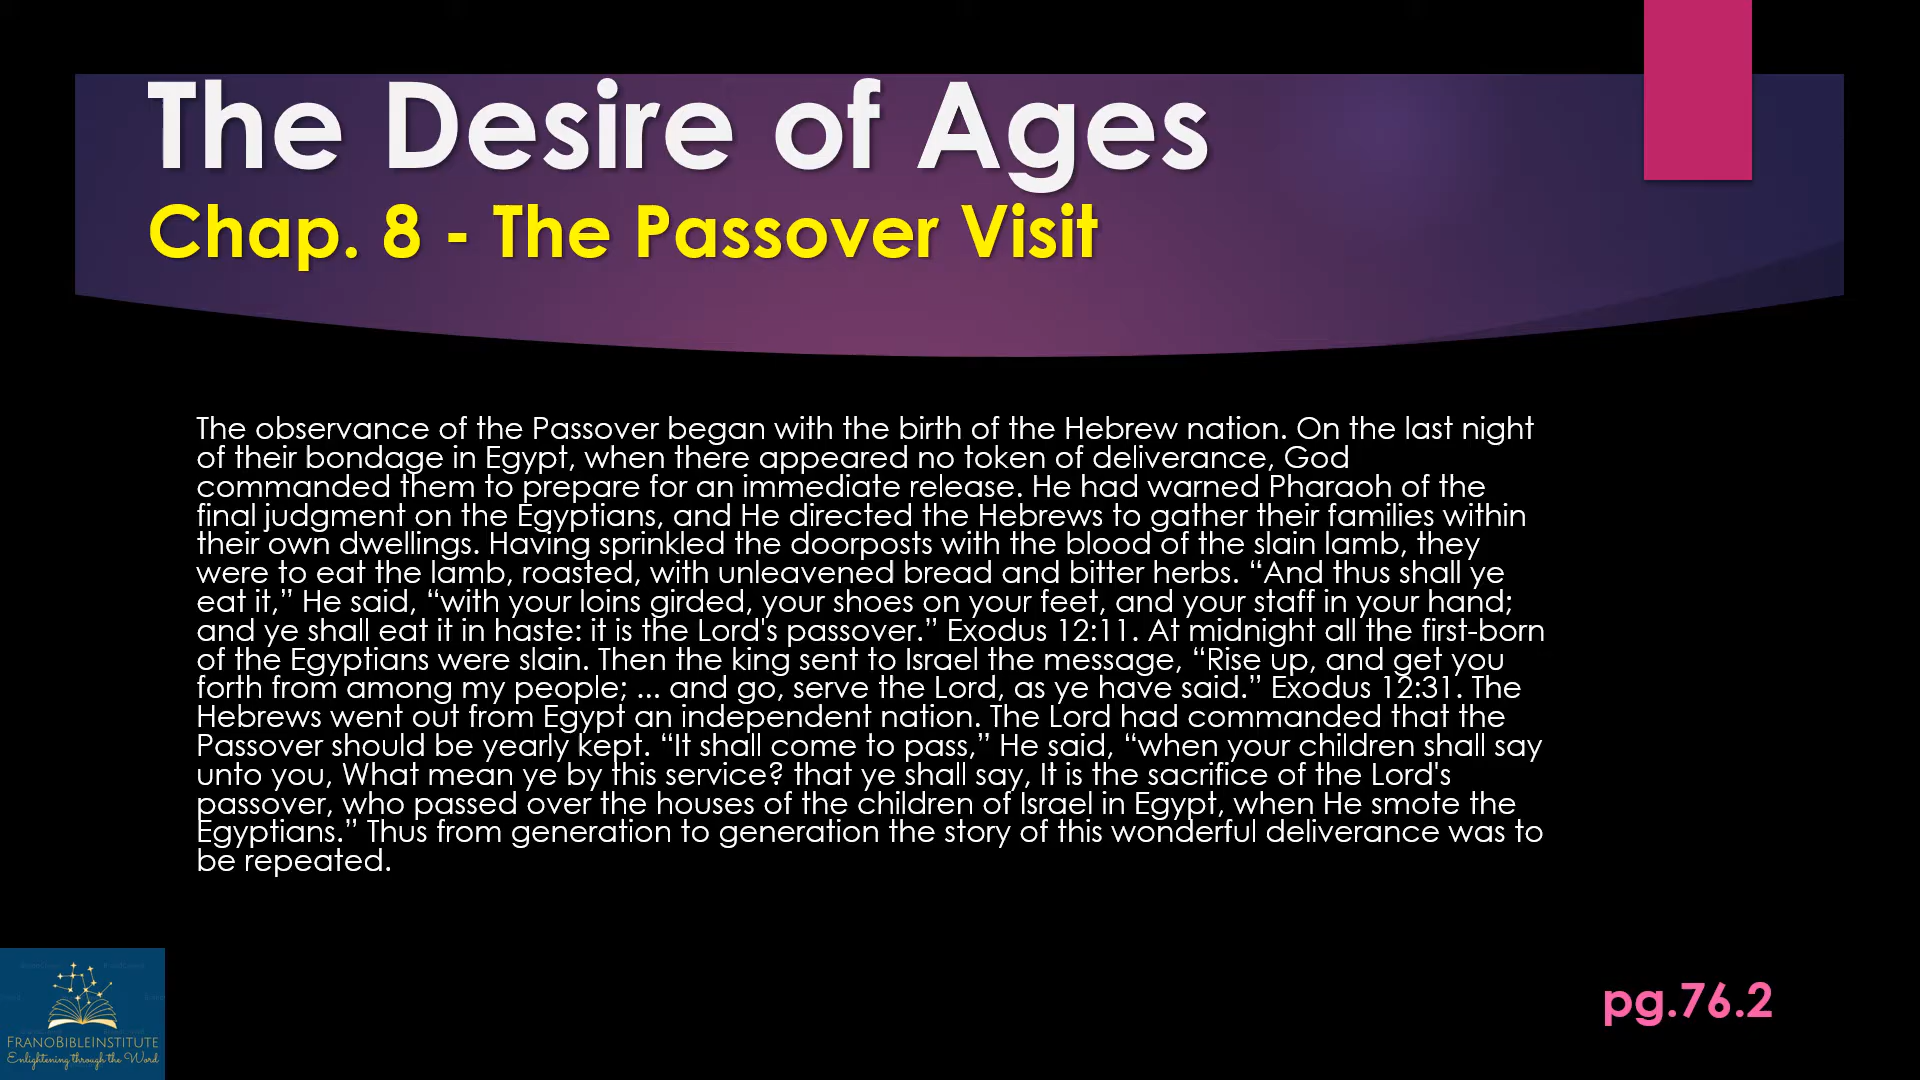 The Desire of Ages
Chap. 8 - The Passover Visit
The observance of the Passover began with the birth of the Hebrew nation. On the last night
of their bondage in Egypt, when there appeared no token of deliverance, God
commanded them to prepare for an immediate release. He had warned Pharaoh of the
final judgment on the Egyptians, and He directed the Hebrews to gather their families within
their own dwellings. Having sprinkled the doorposts with the blood of the slain lamb, they
were to eat the lamb, roasted, with unleavened bread and bitter herbs. “And thus shall ye
eat it,” He said, “with your loins girded, your shoes on your feet, and your staff in your hand;
and ye shall eat it in haste: it is the Lord's passover.” Exodus 12:11. At midnight all the first-born
of the Egyptians were slain. Then the king sent to Israel the message, “Rise up, and get you
forth from among my people; ... and go, serve the Lord, as ye have said.” Exodus 12:31. The
Hebrews went out from Egypt an independent nation. The Lord had commanded that the
Passover should be yearly kept. “It shall come to pass,” He said, “when your children shall say
unto you, What mean ye by this service? that ye shall say, It is the sacrifice of the Lord's
passover, who passed over the houses of the children of Israel in Egypt, when He smote the
Egyptians.” Thus from generation to generation the story of this wonderful deliverance was to
be repeated.
FranoBibleInstitute
Enlightening through the Word
pg.76.2